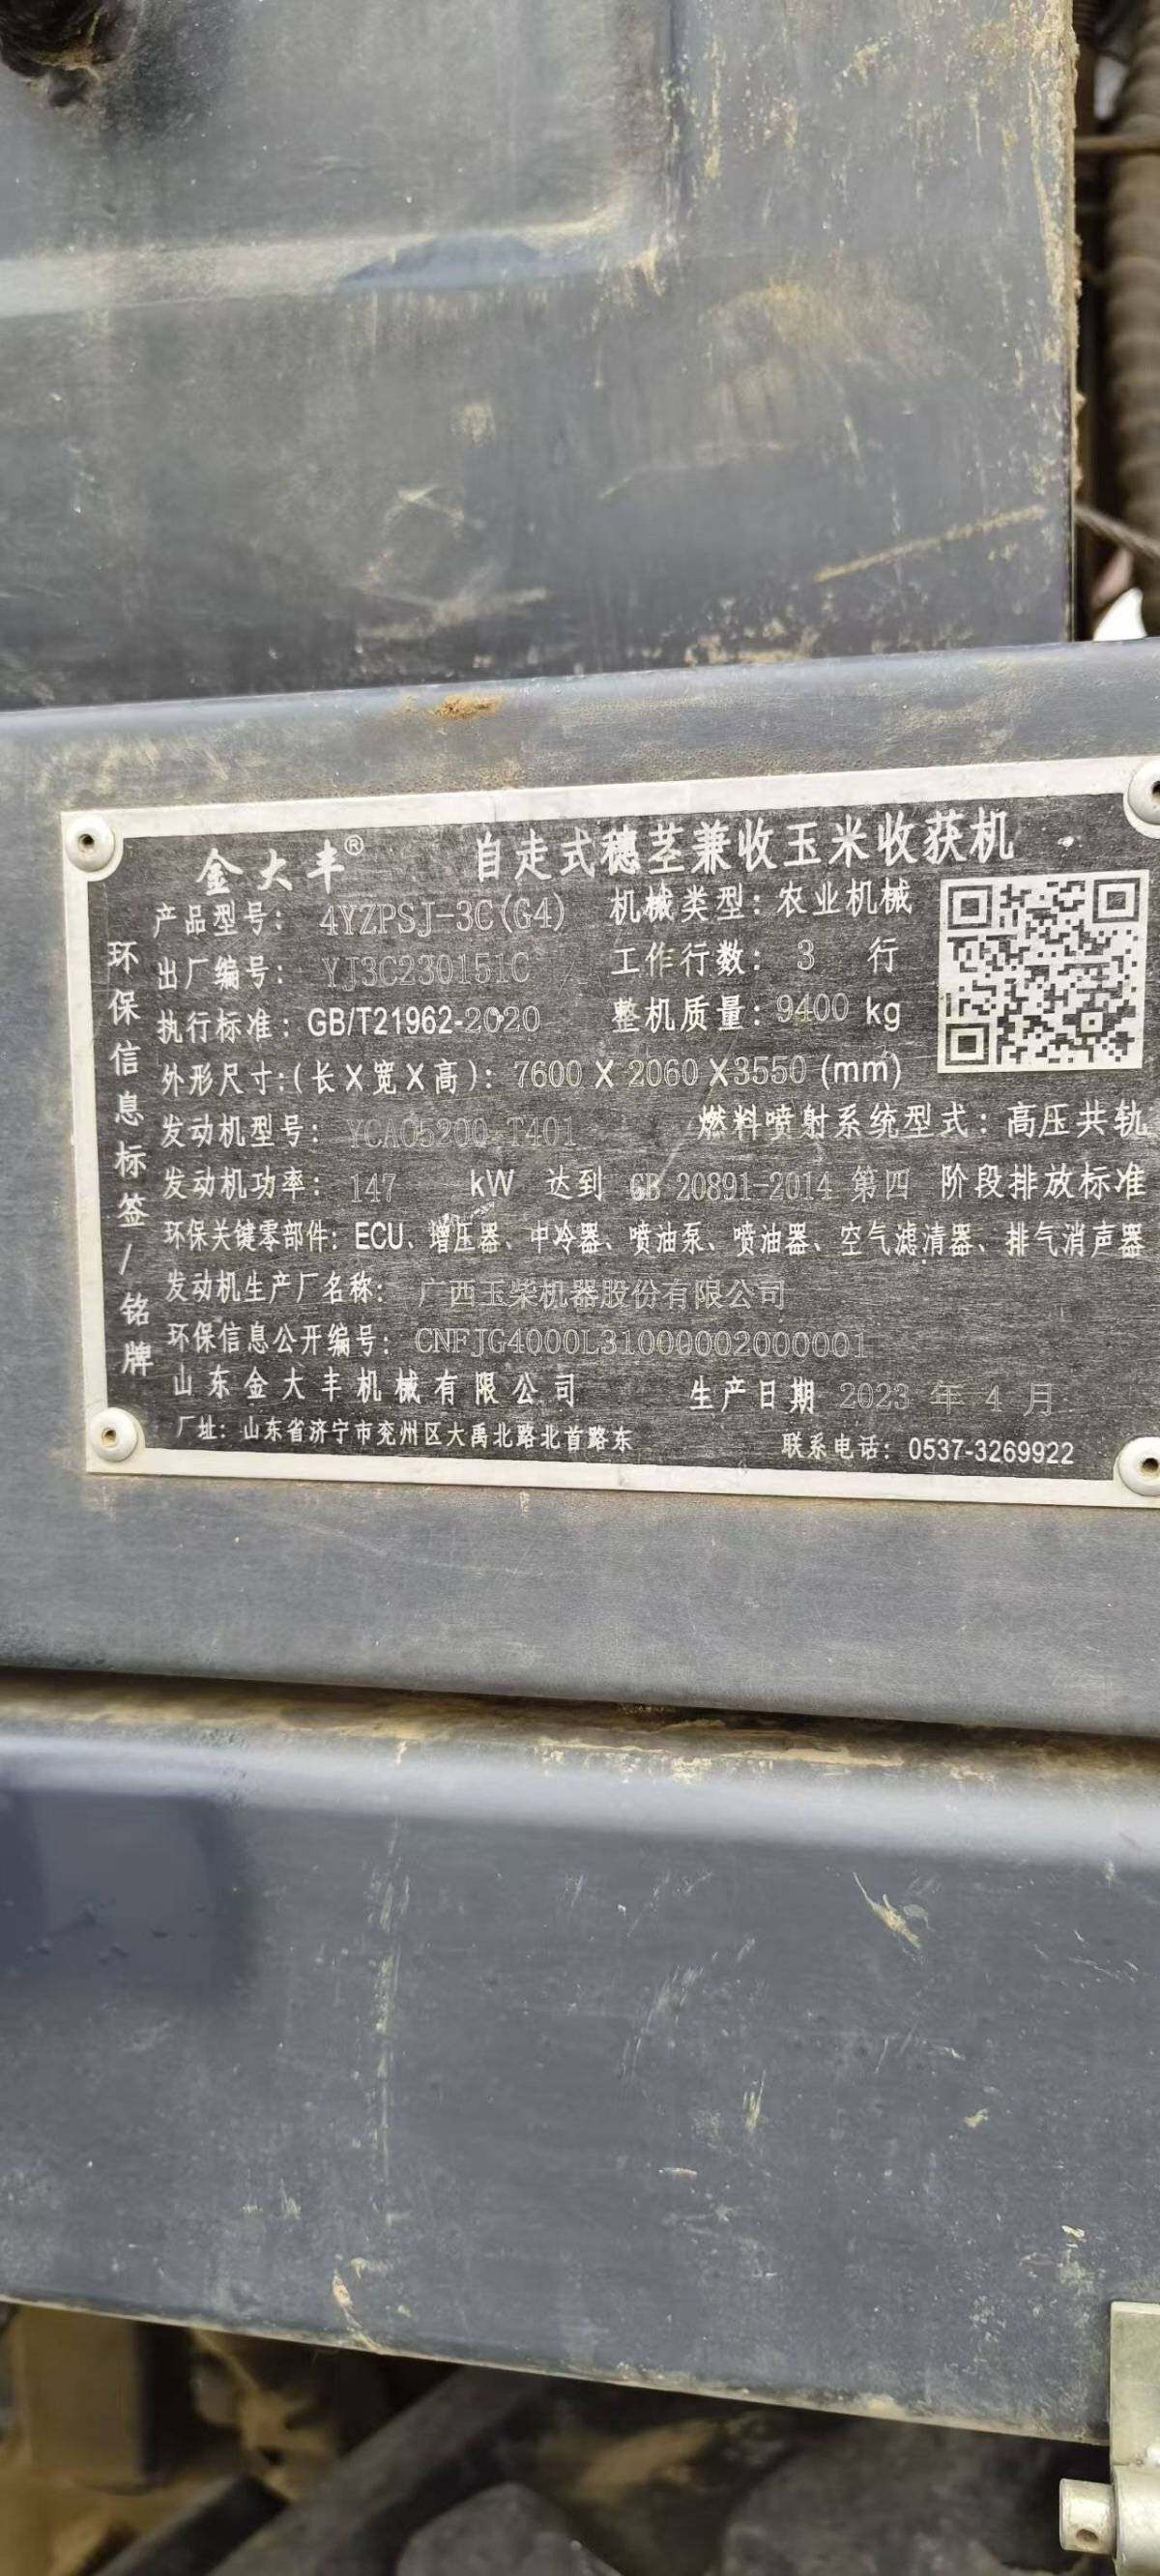 金大丰® 自走式穗茎兼收玉米收获机
产品型号: 4YZPSJ-3C(G4) 机械类型: 农业机械
出厂编号: YJ3C230151C 工作行数: 3 行
执行标准: GB/T21962-2020 整机质量: 9400 kg
外形尺寸:(长X宽X高): 7600 X 2060 X3550 (mm)
发动机型号: YCA05200-T401 燃料喷射系统型式: 高压共轨
发动机功率: 147 kW 达到 GB 20891-2014 第四 阶段排放标准
环保关键零部件: ECU、增压器、中冷器、喷油泵、喷油器、空气滤清器、排气消声器
发动机生产厂名称: 广西玉柴机器股份有限公司
环保信息公开编号: CNFJG4000L31000002000001
山东金大丰机械有限公司 生产日期 2023 年 4 月
厂址: 山东省济宁市兖州区大禹北路北首路东 联系电话: 0537-3269922
环保信息标签/铭牌